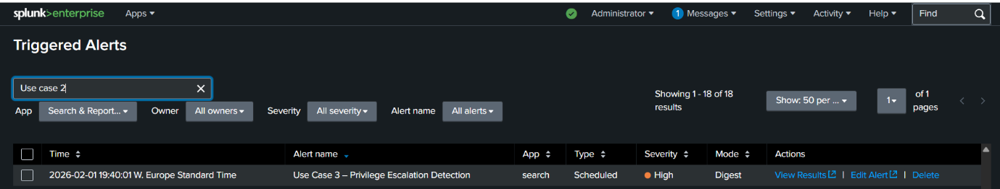 splunk>enterprise Apps Administrator 1 Messages Settings Activity Help Find
Triggered Alerts
Use case 2
Showing 1 - 18 of 18
results
Show: 50 per ...
1
of 1
pages
App Search & Report... Owner All owners Severity All severity Alert name All alerts
Time Alert name App Type Severity Mode Actions
2026-02-01 19:40:01 W. Europe Standard Time Use Case 3 – Privilege Escalation Detection search Scheduled High Digest View Results | Edit Alert | Delete